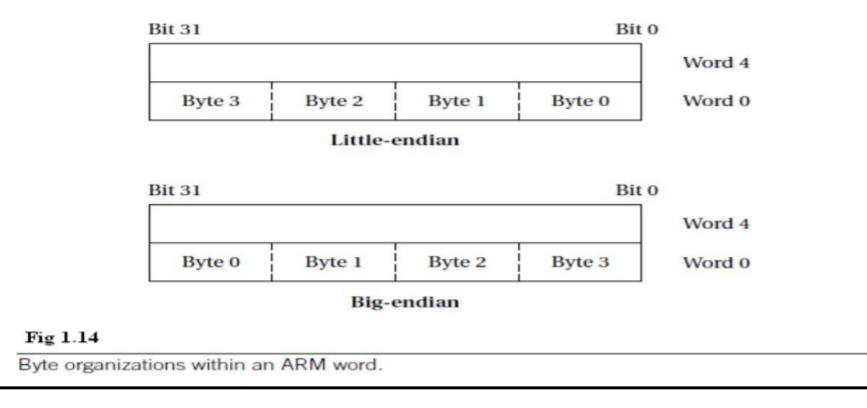 Bit 31 Bit 0
Word 4
Byte 3 Byte 2 Byte 1 Byte 0 Word 0
Little-endian
Bit 31 Bit 0
Word 4
Byte 0 Byte 1 Byte 2 Byte 3 Word 0
Big-endian
Fig 1.14
Byte organizations within an ARM word.